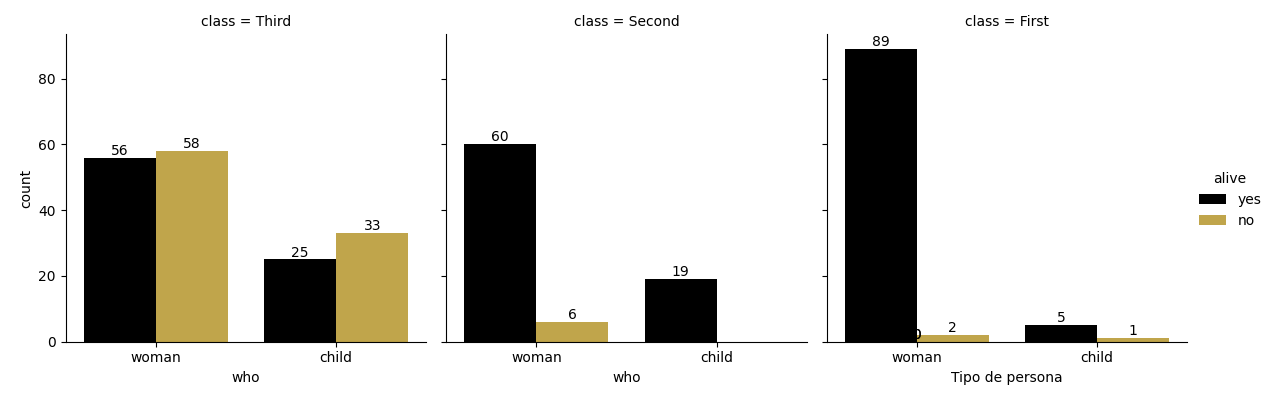 class = Third
class = Second
class = First
count
80
60
40
20
0
56
58
25
33
60
6
19
89
2
5
1
woman
child
woman
child
woman
child
who
who
Tipo de persona
alive
yes
no